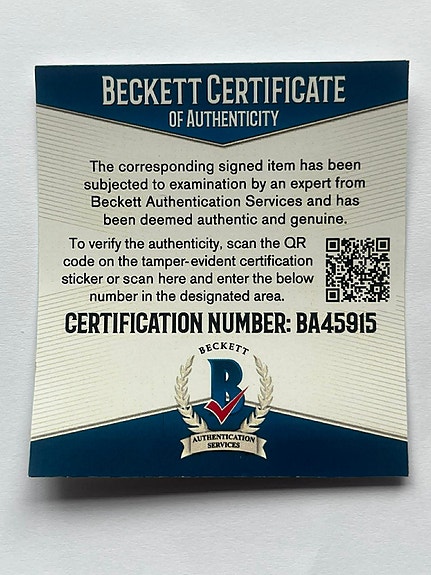 BECKETT CERTIFICATE
OF AUTHENTICITY
The corresponding signed item has been
subjected to examination by an expert from
Beckett Authentication Services and has
been deemed authentic and genuine.
To verify the authenticity, scan the QR
code on the tamper-evident certification
sticker or scan here and enter the below
number in the designated area.
CERTIFICATION NUMBER: BA45915
BECKETT
B
AUTHENTICATION
SERVICES